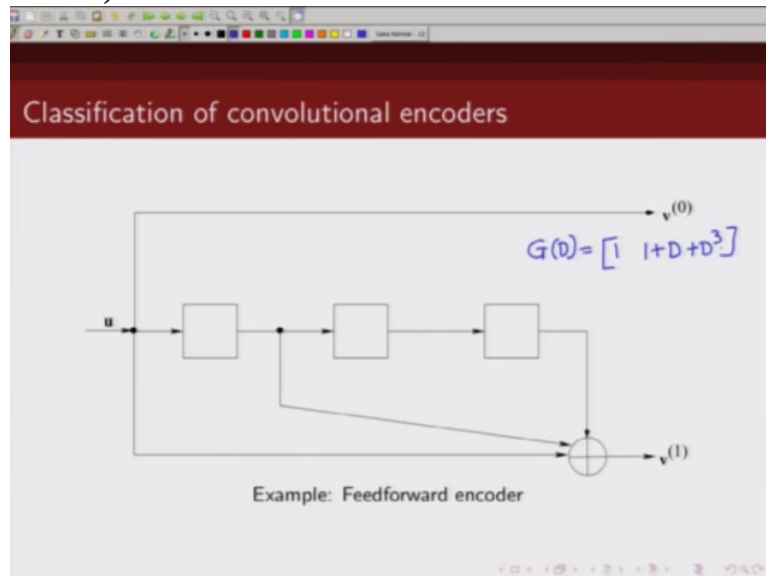 Classification of convolutional encoders
v(0)
G(D)= [1 1+D+D³]
u
v(1)
Example: Feedforward encoder